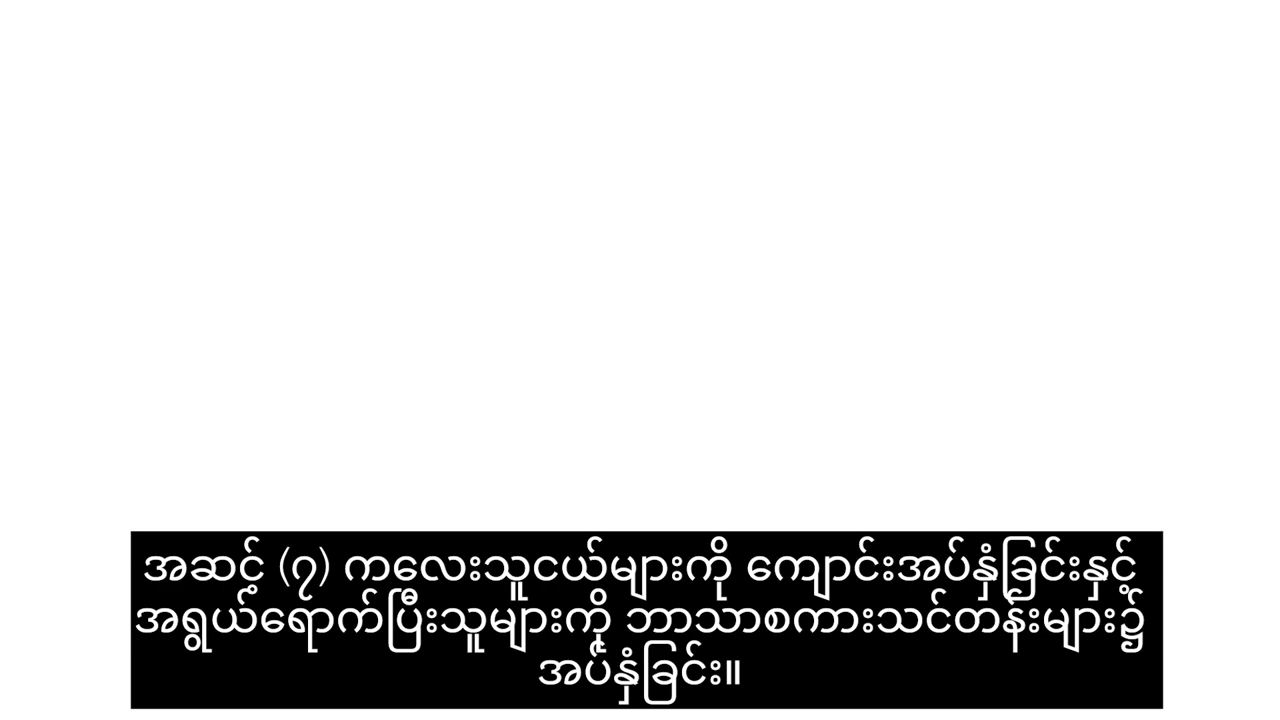 အဆင့် (၇) ကလေးသူငယ်များကို ကျောင်းအပ်နှံခြင်းနှင့်
အရွယ်ရောက်ပြီးသူများကို ဘာသာစကားသင်တန်းများ၌
အပ်နှံခြင်း။